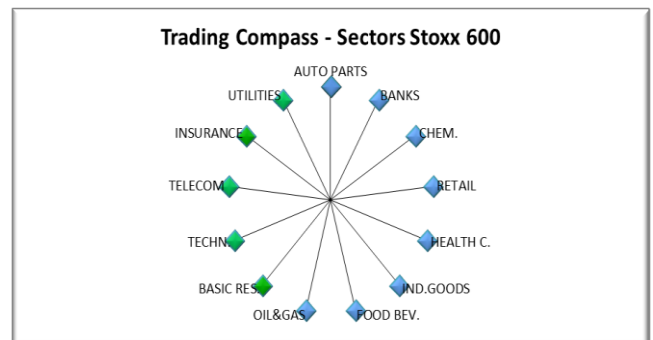 Trading Compass - Sectors Stoxx 600
AUTO PARTS
BANKS
CHEM.
RETAIL
HEALTH C.
IND.GOODS
FOOD BEV.
OIL&GAS
BASIC RES.
TECHN.
TELECOM.
INSURANCE
UTILITIES